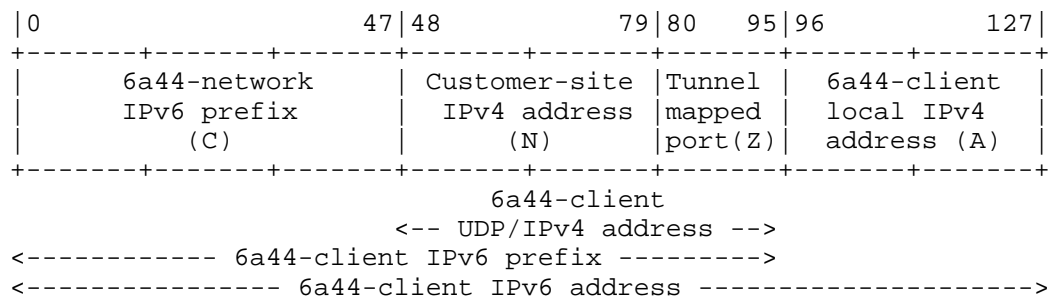 |0                    47|48           79|80   95|96           127|
+-------+-------+-------+-------+-------+-------+-------+-------+
|      6a44-network     | Customer-site |Tunnel |  6a44-client  |
|      IPv6 prefix      |  IPv4 address |mapped |  local IPv4   |
|          (C)          |      (N)      |port(Z)|  address (A)  |
+-------+-------+-------+-------+-------+-------+-------+-------+
6a44-client
<-- UDP/IPv4 address -->
<------------ 6a44-client IPv6 prefix --------->
<---------------- 6a44-client IPv6 address --------------------->